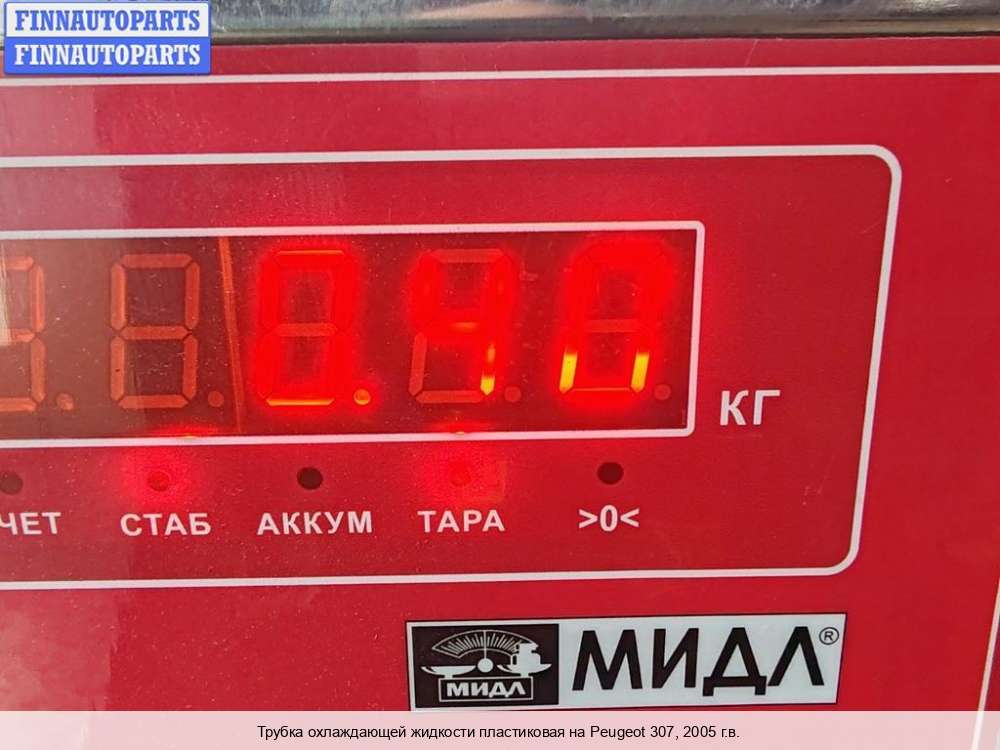 FINNAUTOPARTS
FINNAUTOPARTS
0.40
КГ
ЧЕТ СТАБ АККУМ ТАРА >0<
МИДЛ МИДЛ®
Трубка охлаждающей жидкости пластиковая на Peugeot 307, 2005 г.в.